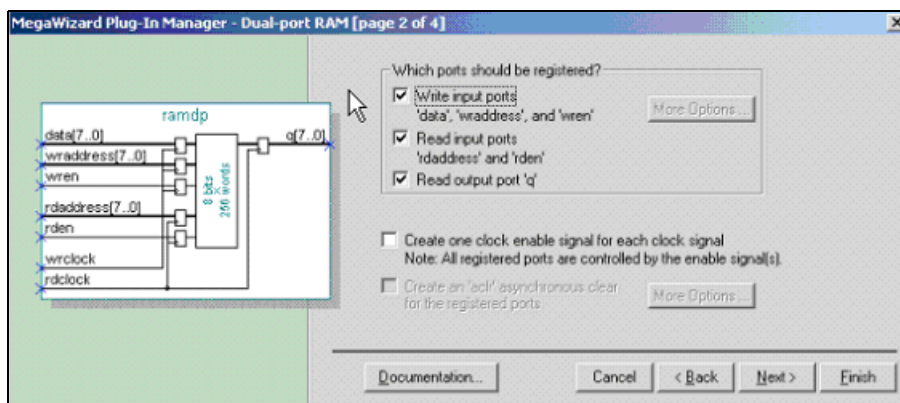 MegaWizard Plug-In Manager - Dual-port RAM [page 2 of 4]
ramdp
data[7..0]
wraddress[7..0]
wren
rdaddress[7..0]
rden
wrclock
rdclock
q[7..0]
8 bits
×
256 words
Which ports should be registered?
Write input ports
'data', 'wraddress', and 'wren'
More Options ...
Read input ports
'rdaddress' and 'rden'
Read output port 'q'
Create one clock enable signal for each clock signal
Note: All registered ports are controlled by the enable signal(s).
Create an 'aclr' asynchronous clear
for the registered ports
More Options ...
Documentation...
Cancel
< Back
Next >
Finish